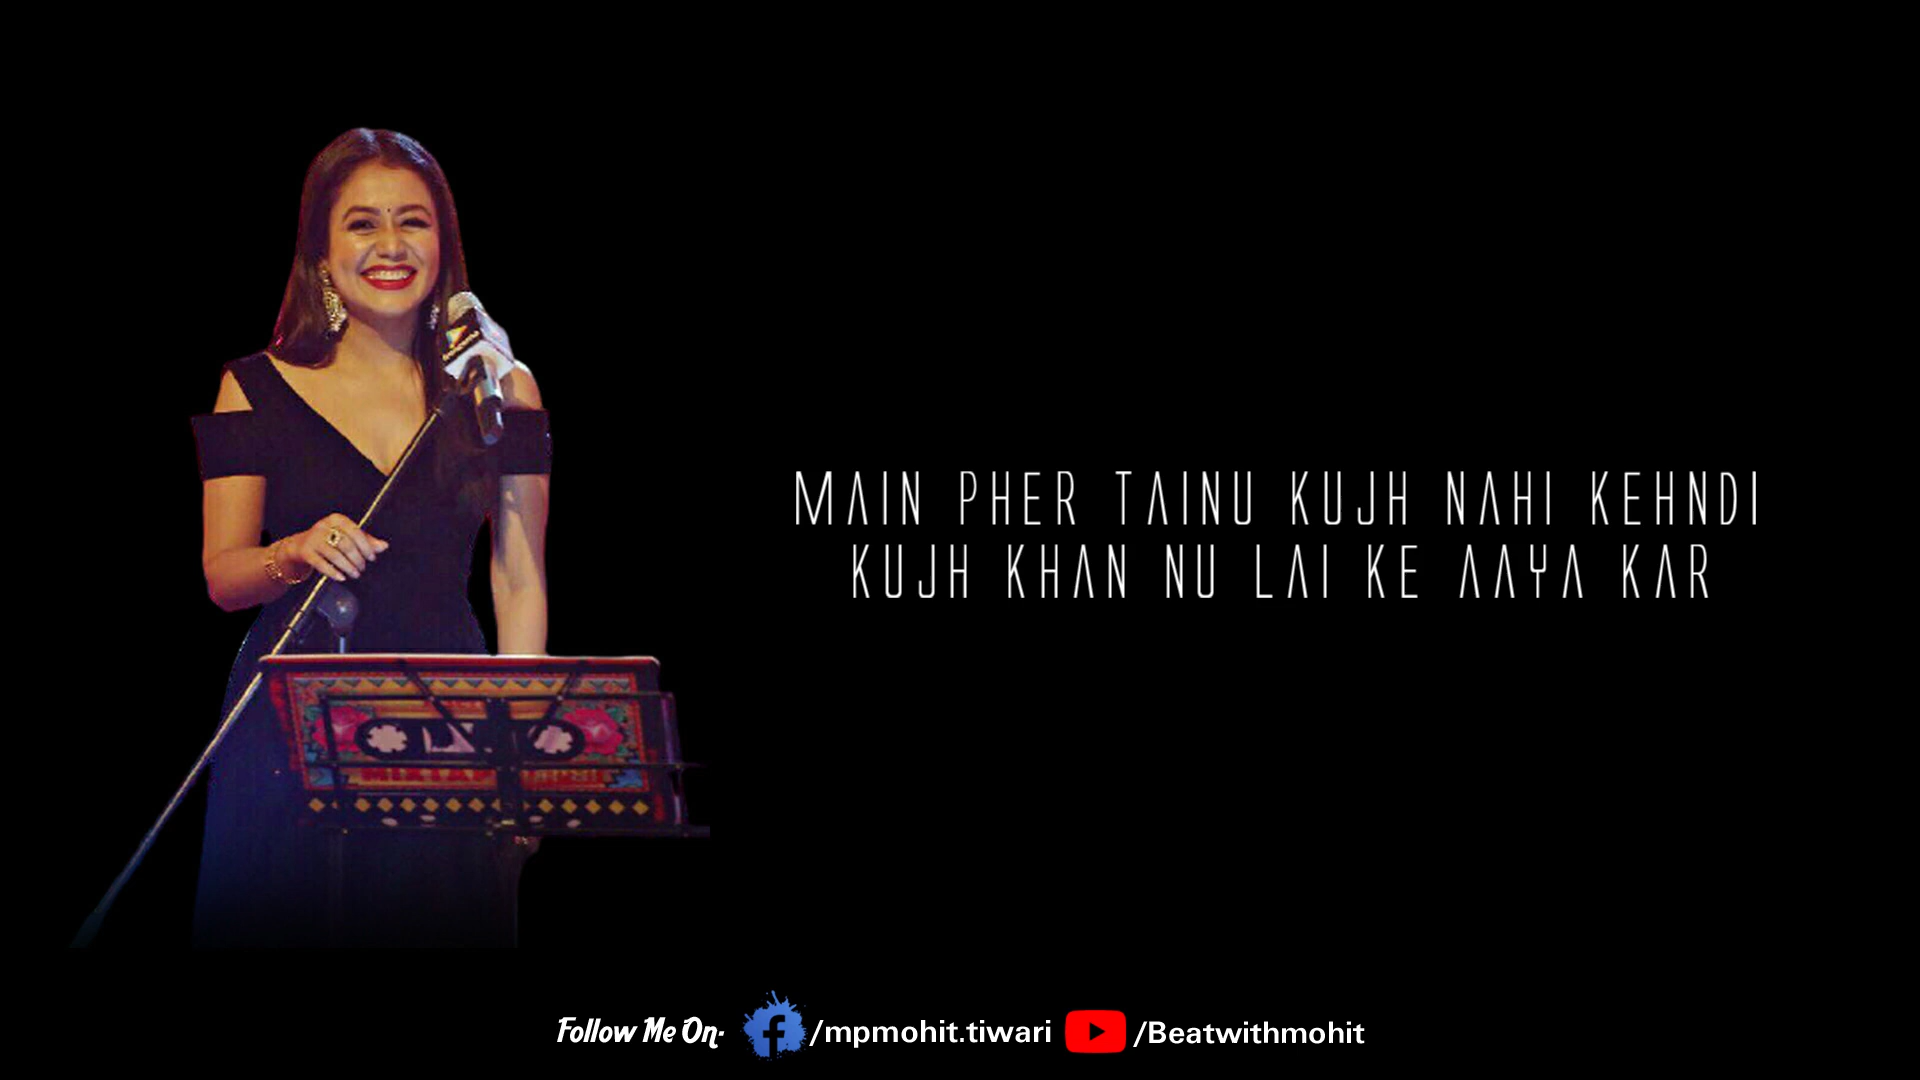 MAIN PHER TAINU KUJH NAHI KEHNDI
KUJH KHAN NU LAI KE AAYA KAR
Follow Me On:
/mpmohit.tiwari
/Beatwithmohit